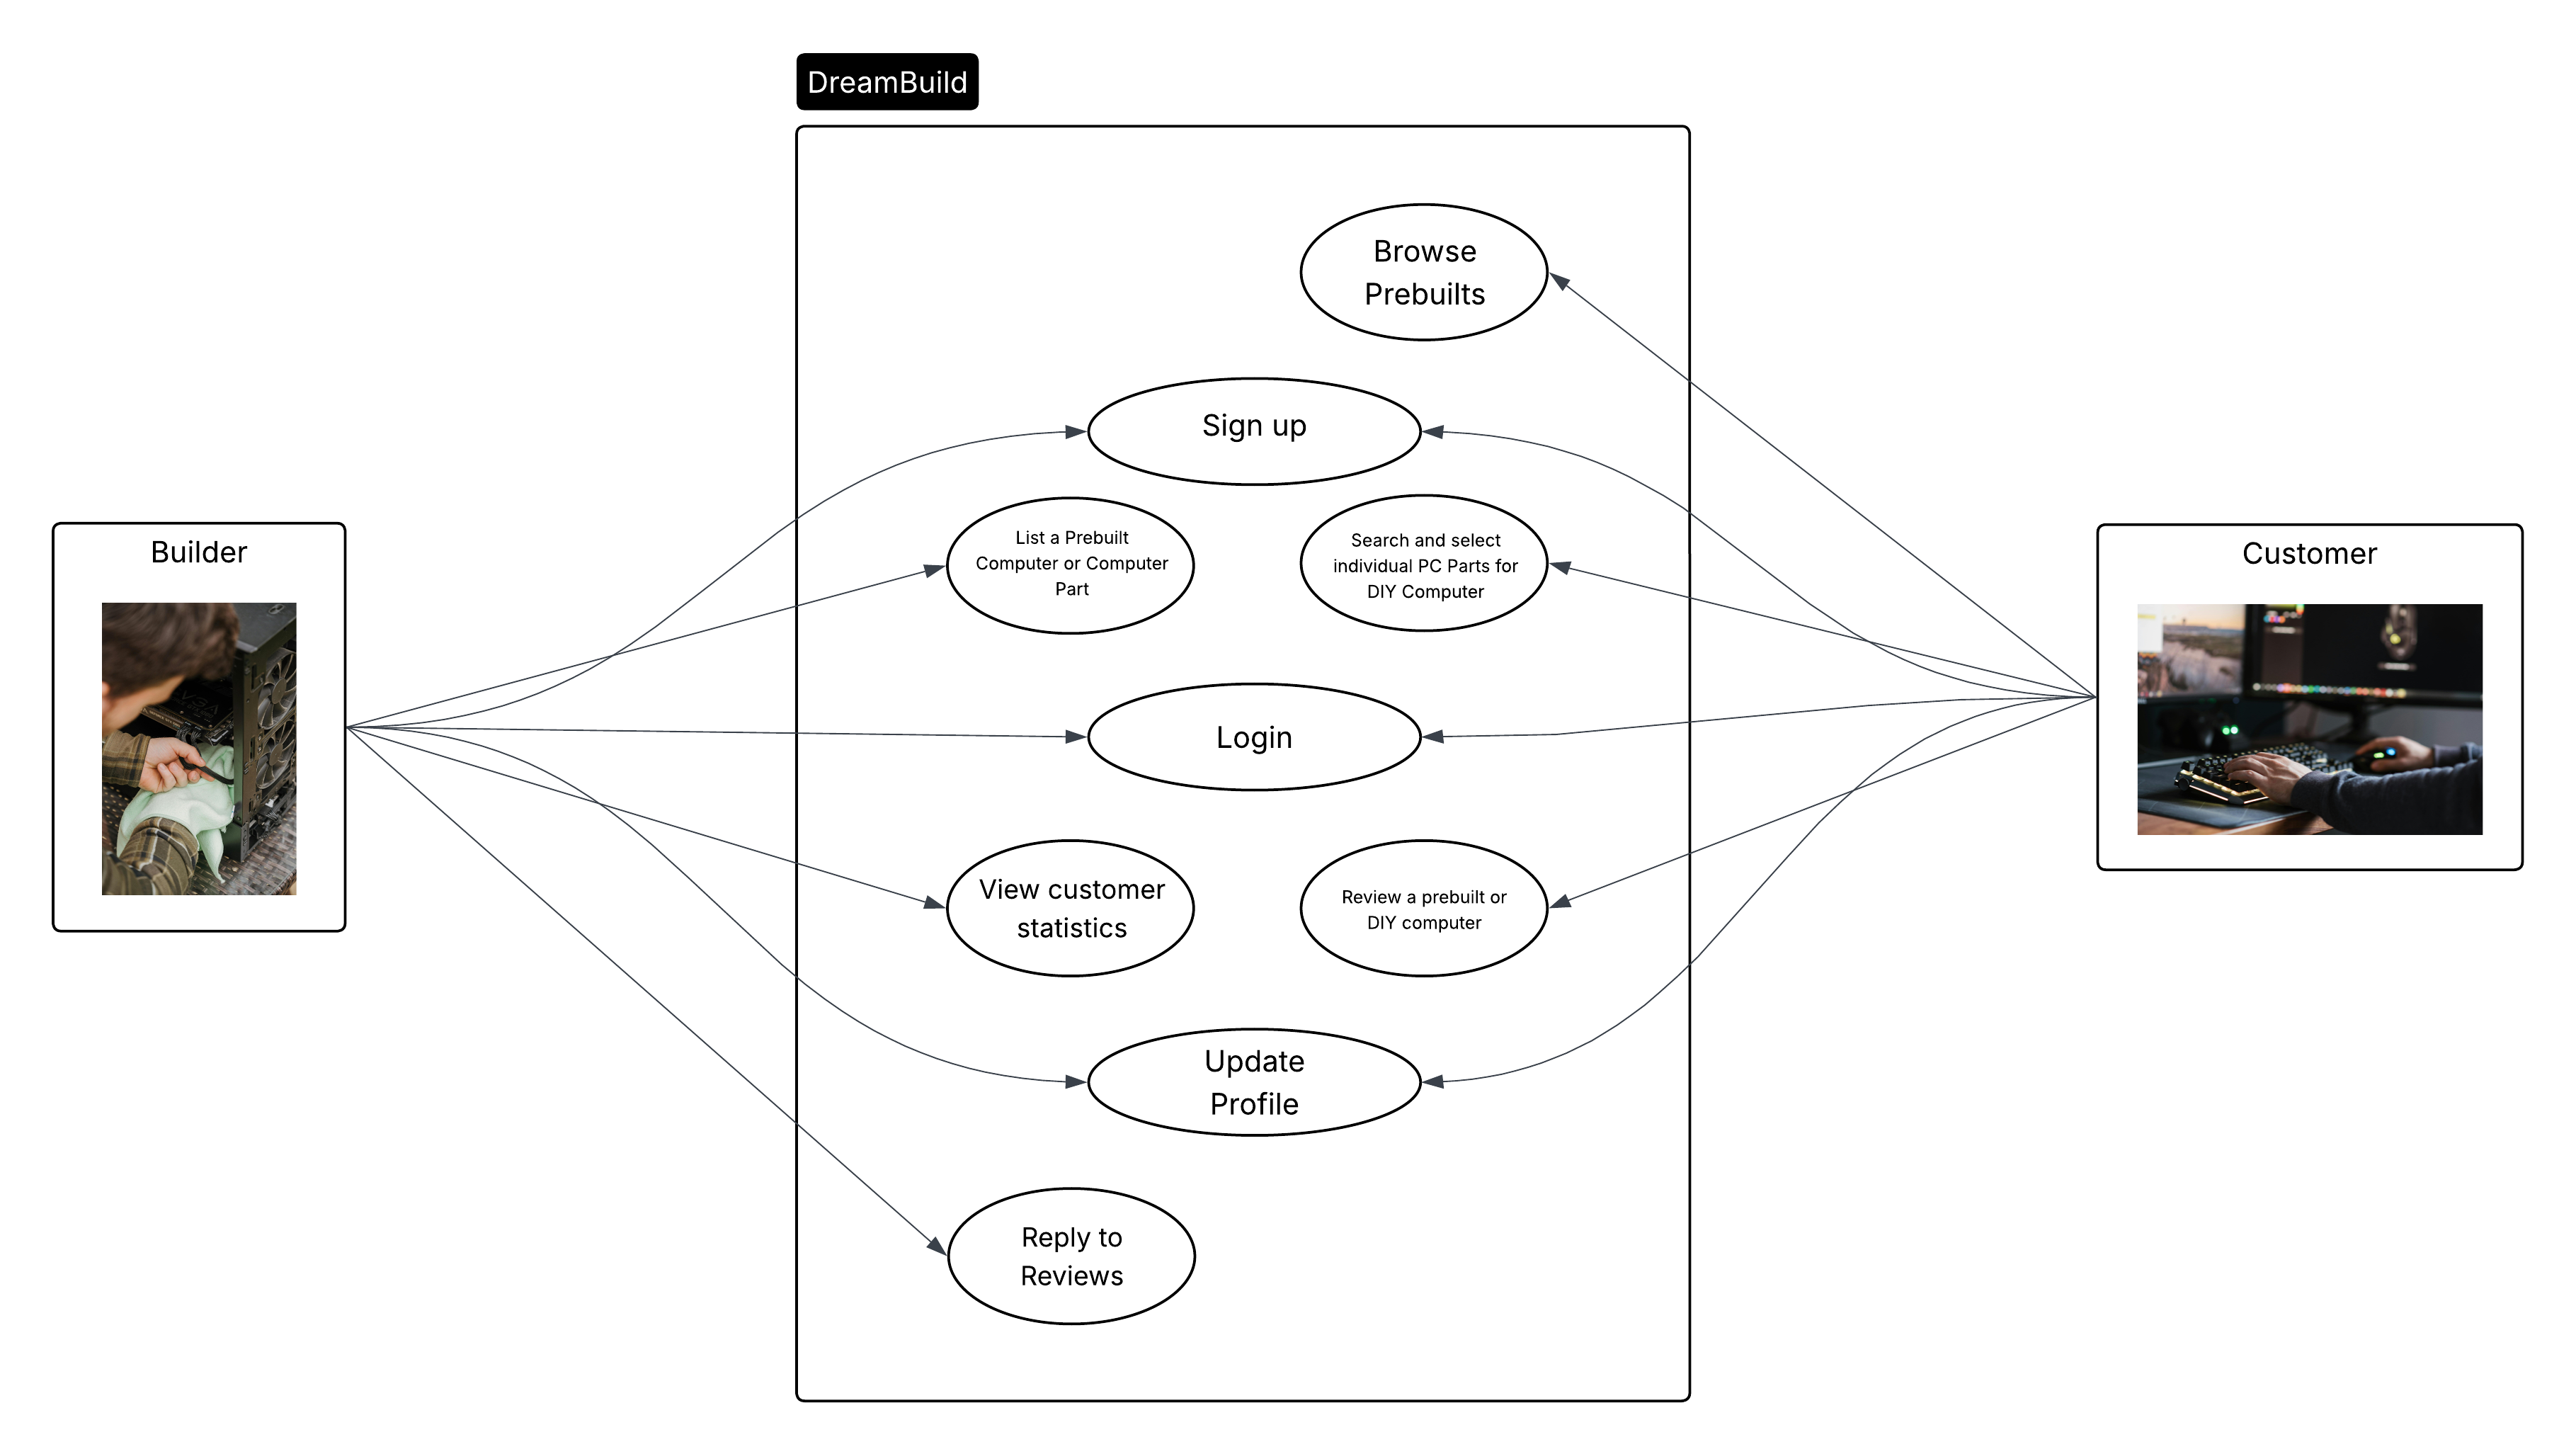 DreamBuild
Browse
Prebuilts
Sign up
List a Prebuilt
Computer or Computer
Part
Search and select
individual PC Parts for
DIY Computer
Builder
Customer
Login
View customer
statistics
Review a prebuilt or
DIY computer
Update
Profile
Reply to
Reviews